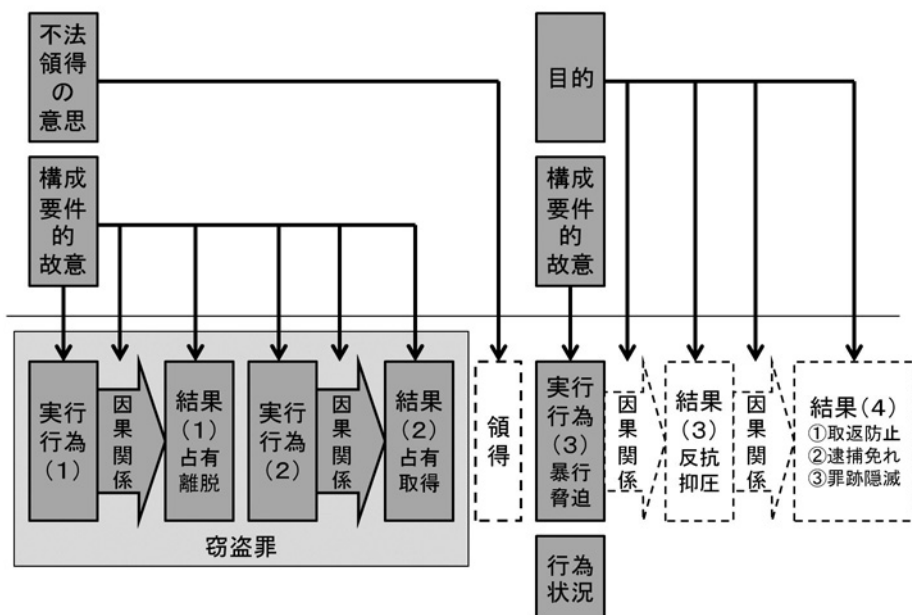 不法
領得
の
意思
目的
構成
要件
的
故意
構成
要件
的
故意
実行
行為
(1)
因果関係
結果
(1)
占有
離脱
実行
行為
(2)
因果関係
結果
(2)
占有
取得
領得
実行
行為
(3)
暴行
脅迫
因果関係
結果
(3)
反抗
抑圧
因果関係
結果(4)
①取返防止
②逮捕免れ
③罪跡隠滅
窃盗罪
行為
状況